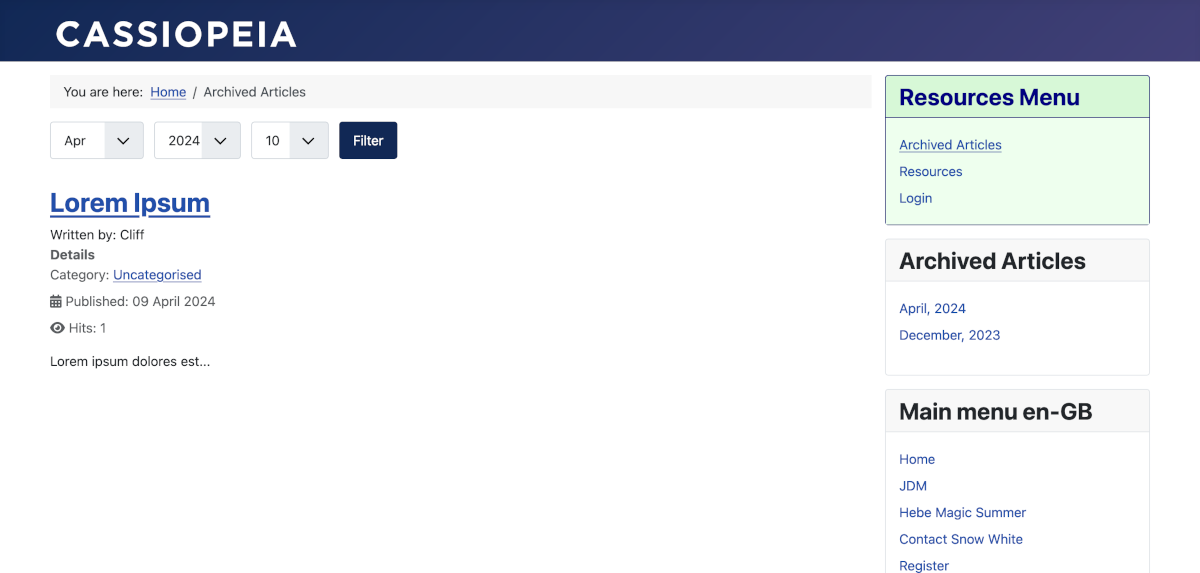 CASSIOPEIA
You are here: Home / Archived Articles
Apr 2024 10 Filter
Lorem Ipsum
Written by: Cliff
Details
Category: Uncategorised
Published: 09 April 2024
Hits: 1
Lorem ipsum dolores est...
Resources Menu
Archived Articles
Resources
Login
Archived Articles
April, 2024
December, 2023
Main menu en-GB
Home
JDM
Hebe Magic Summer
Contact Snow White
Register